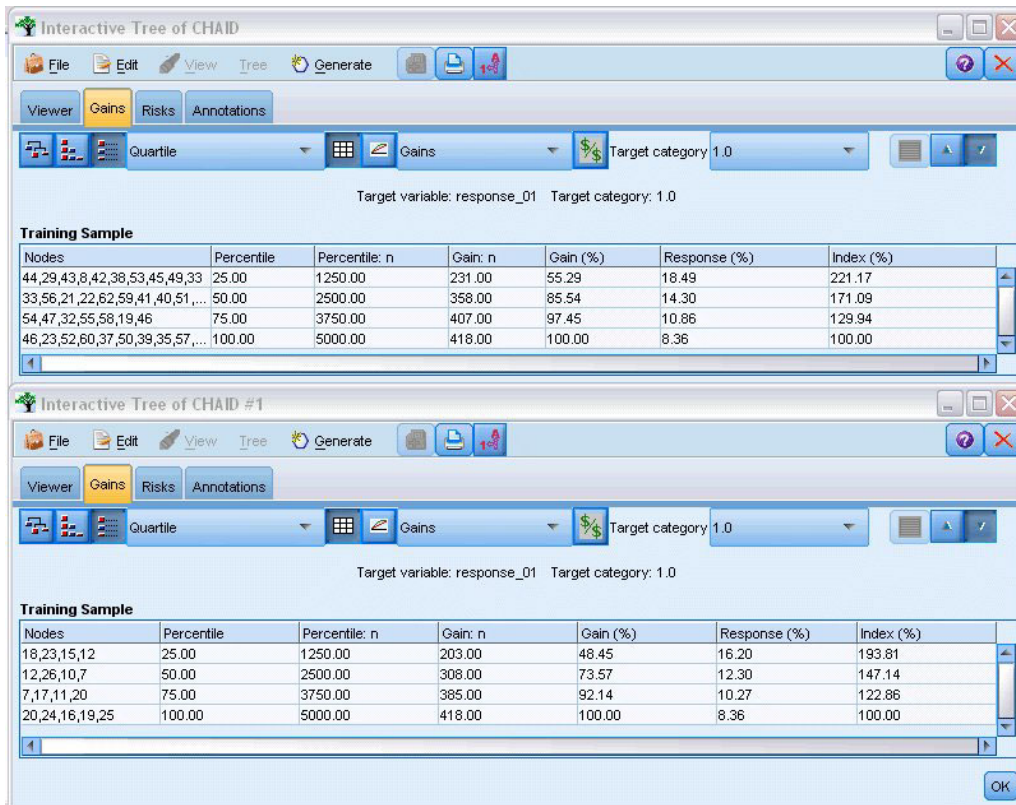 Interactive Tree of CHAID
File Edit View Tree Generate
Viewer Gains Risks Annotations
Quartile Gains $/$ Target category 1.0
Target variable: response_01 Target category: 1.0
Training Sample
Nodes Percentile Percentile: n Gain: n Gain (%) Response (%) Index (%)
44,29,43,8,42,38,53,45,49,33 25.00 1250.00 231.00 55.29 18.49 221.17
33,56,21,22,62,59,41,40,51,... 50.00 2500.00 358.00 85.54 14.30 171.09
54,47,32,55,58,19,46 75.00 3750.00 407.00 97.45 10.86 129.94
46,23,52,60,37,50,39,35,57,... 100.00 5000.00 418.00 100.00 8.36 100.00
Interactive Tree of CHAID #1
File Edit View Tree Generate
Viewer Gains Risks Annotations
Quartile Gains $/$ Target category 1.0
Target variable: response_01 Target category: 1.0
Training Sample
Nodes Percentile Percentile: n Gain: n Gain (%) Response (%) Index (%)
18,23,15,12 25.00 1250.00 203.00 48.45 16.20 193.81
12,26,10,7 50.00 2500.00 308.00 73.57 12.30 147.14
7,17,11,20 75.00 3750.00 385.00 92.14 10.27 122.86
20,24,16,19,25 100.00 5000.00 418.00 100.00 8.36 100.00
OK